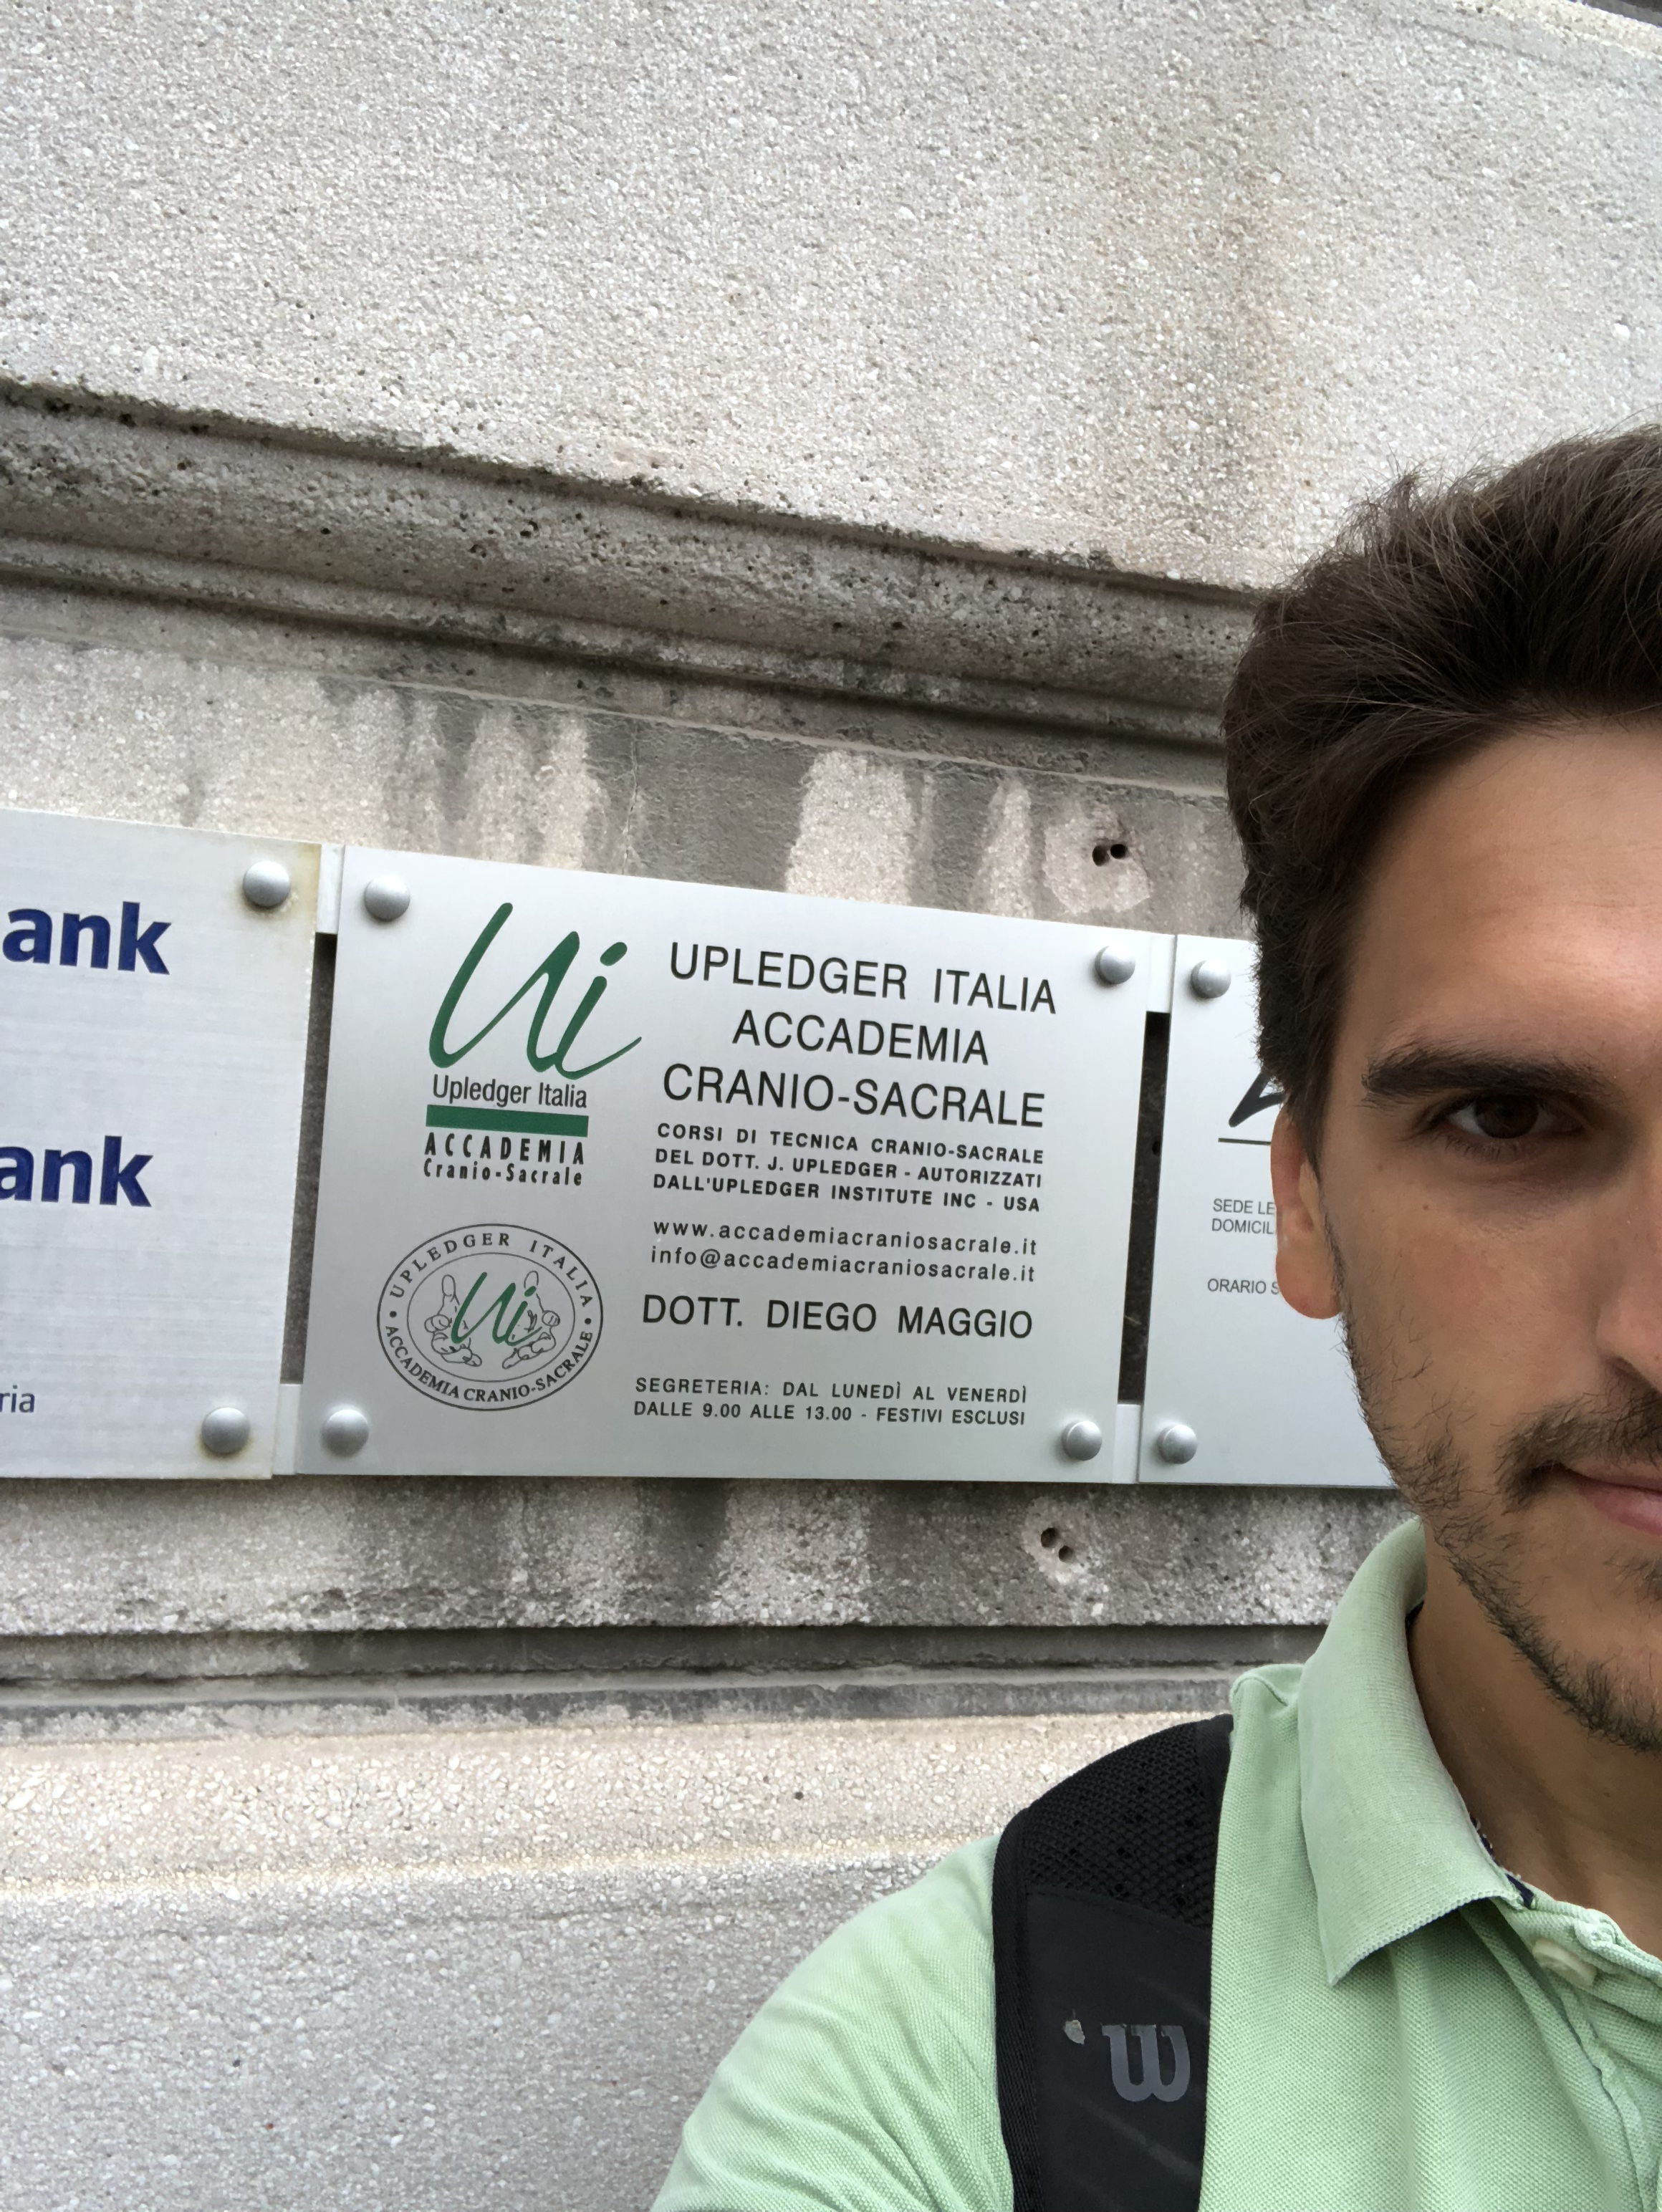 ank
ank
ria
Ui
Upledger Italia
ACCADEMIA
Cranio-Sacrale
UPLEDGER ITALIA
ACCADEMIA CRANIO-SACRALE
Ui
UPLEDGER ITALIA
ACCADEMIA
CRANIO-SACRALE
CORSI DI TECNICA CRANIO-SACRALE
DEL DOTT. J. UPLEDGER - AUTORIZZATI
DALL'UPLEDGER INSTITUTE INC - USA
www.accademiacraniosacrale.it
info@accademiacraniosacrale.it
DOTT. DIEGO MAGGIO
SEGRETERIA: DAL LUNEDÌ AL VENERDÌ
DALLE 9.00 ALLE 13.00 - FESTIVI ESCLUSI
SEDE LE
DOMICIL
ORARIO S
W